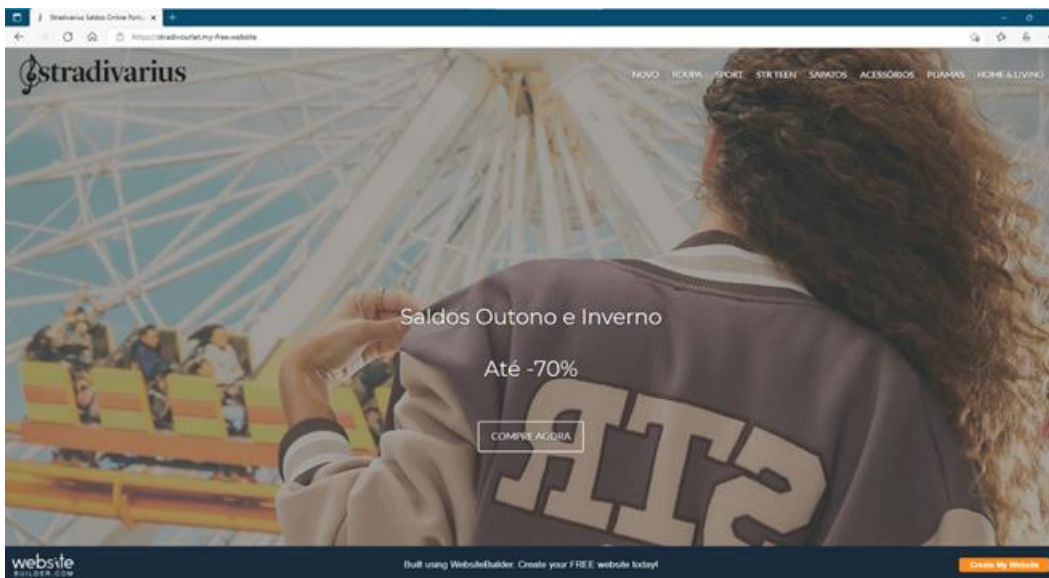 Stradivarius Saldos Online Portu
https://stradivoutlet.my-free.website
stradivarius
NOVO ROUPA SPORT STR TEEN SAPATOS ACESSÓRIOS PIJAMAS HOME & LIVING
Saldos Outono e Inverno
Até -70%
COMPRE AGORA
STR
website
BUILDER.COM
Built using WebsiteBuilder. Create your FREE website today!
Create My Website